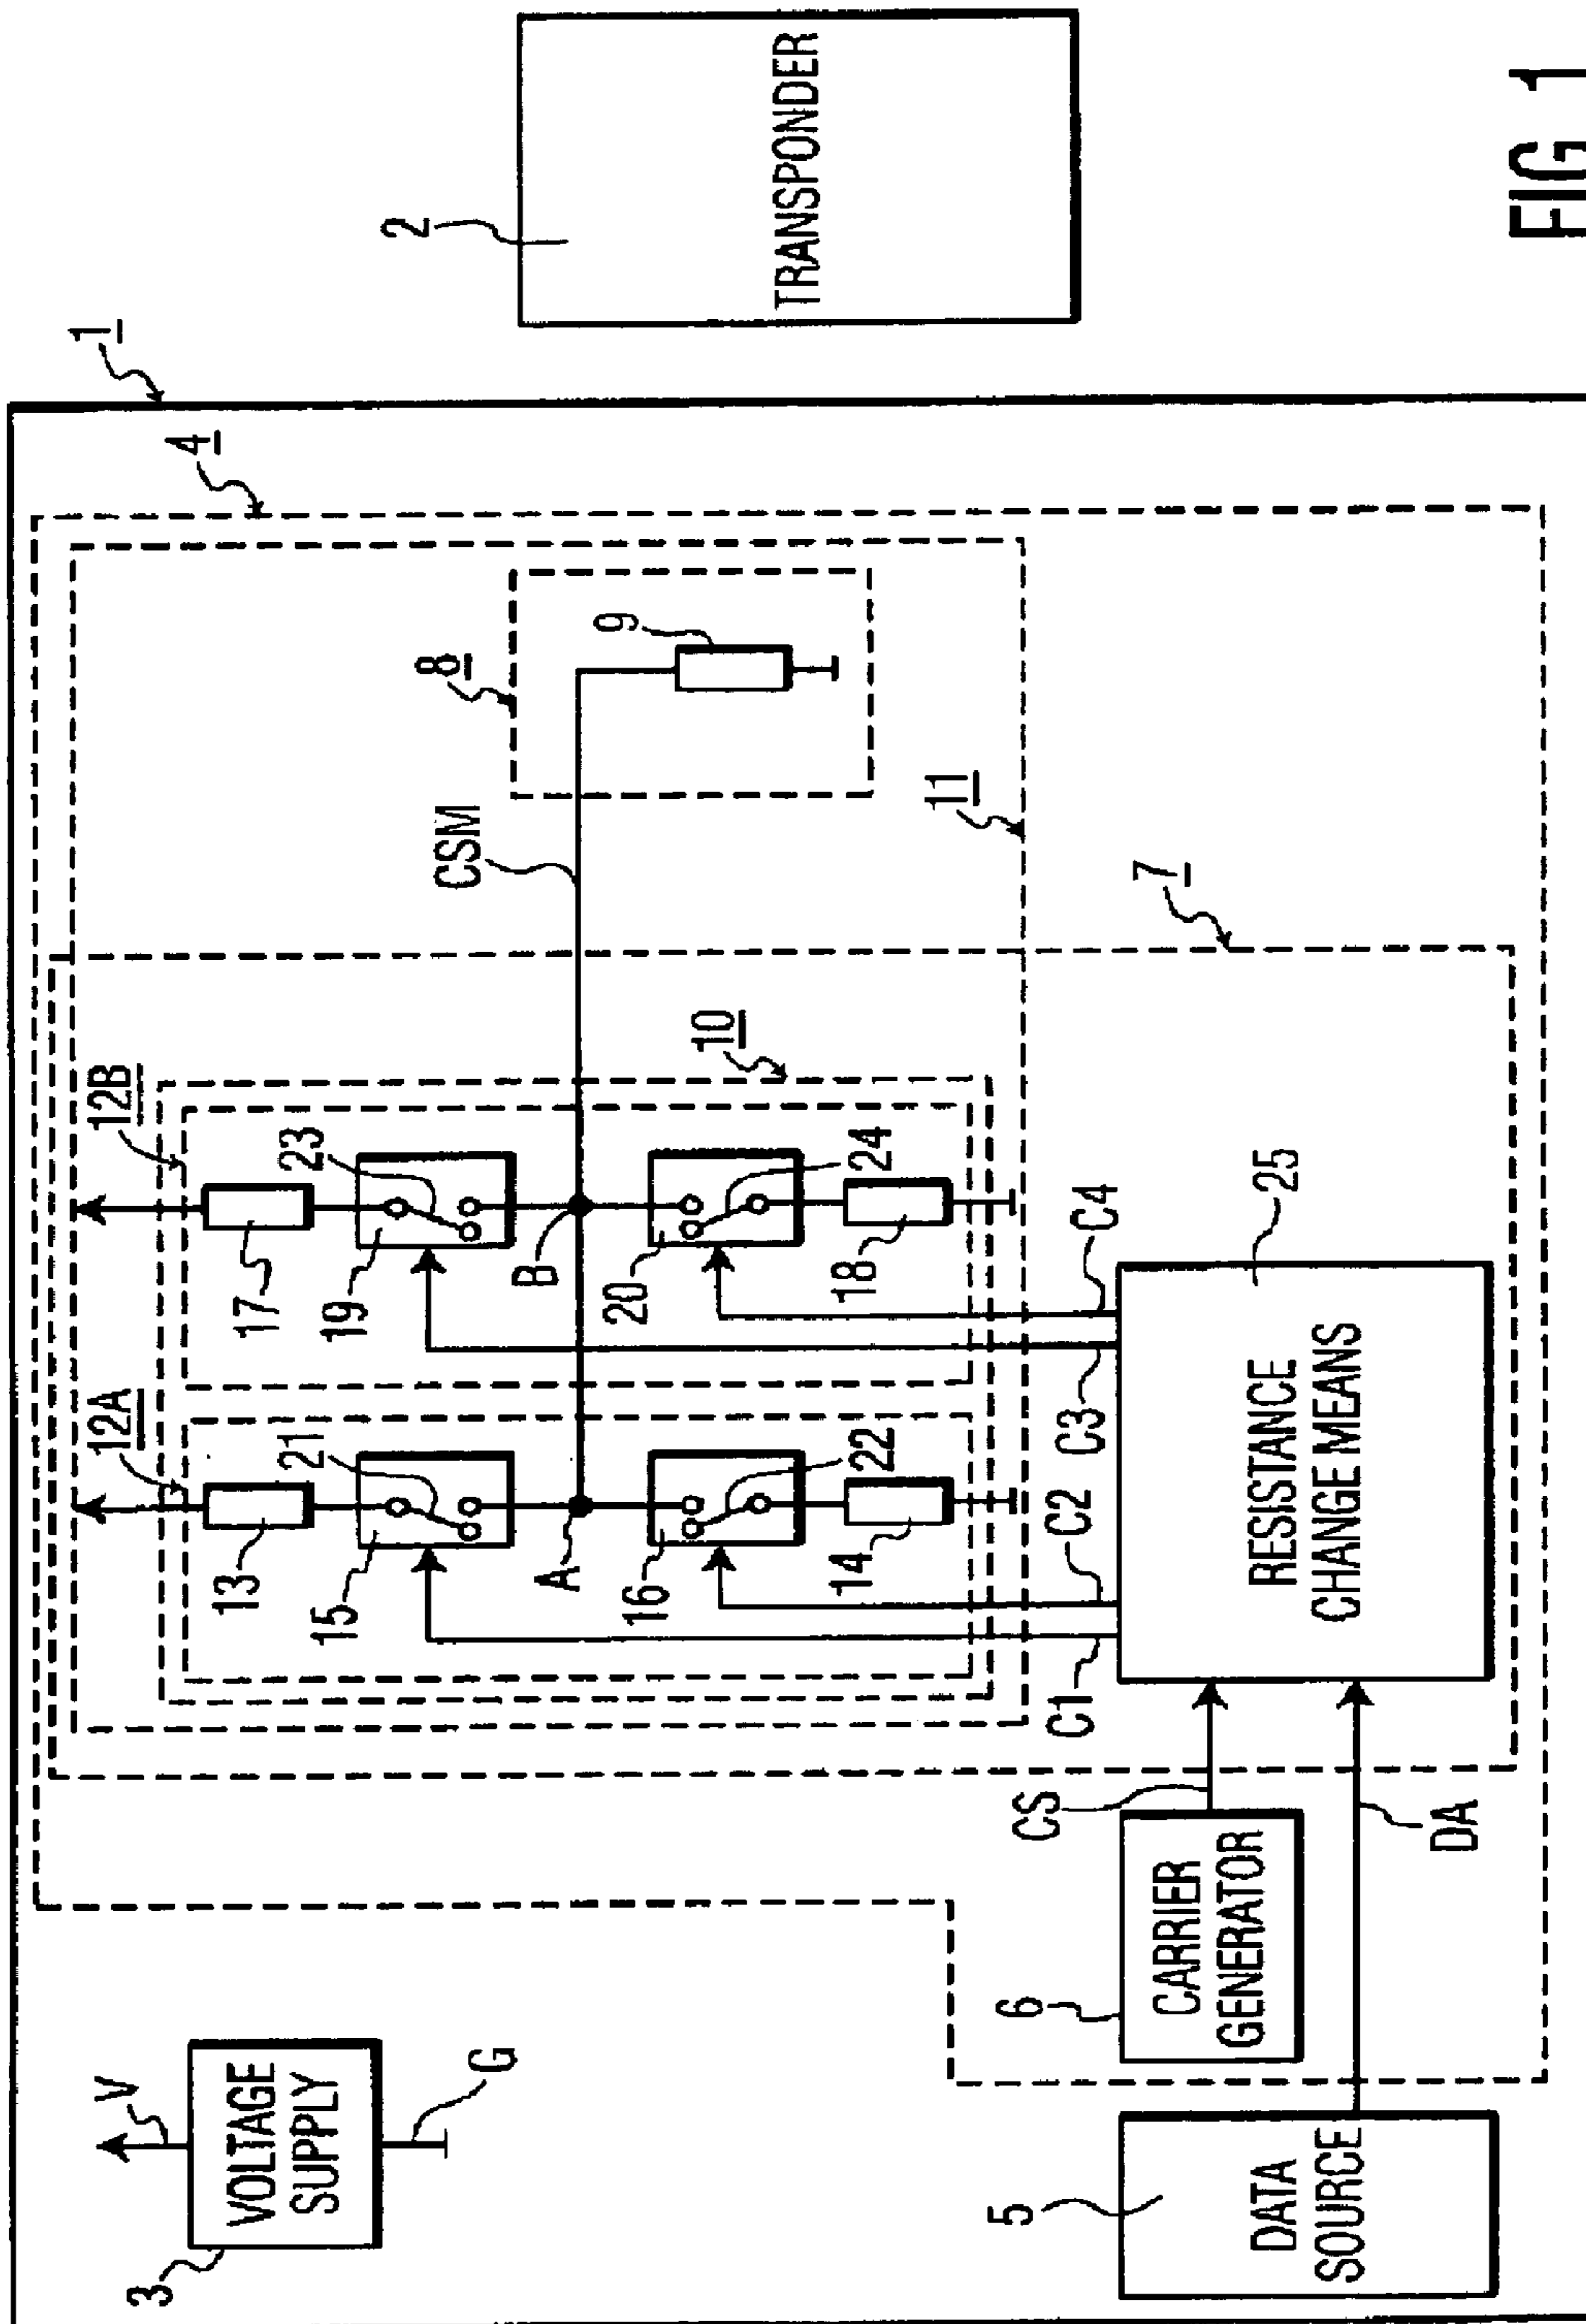 1
4
V
VOLTAGE
SUPPLY
3
G
12A
12B
13
21
15
A
16
22
14
17
23
19
B
20
24
18
10
CSM
8
9
11
7
2
TRANSPONDER
C1
C2
C3
C4
RESISTANCE
CHANGE MEANS
25
6
CARRIER
GENERATOR
CS
5
DATA
SOURCE
DA
FIG. 1